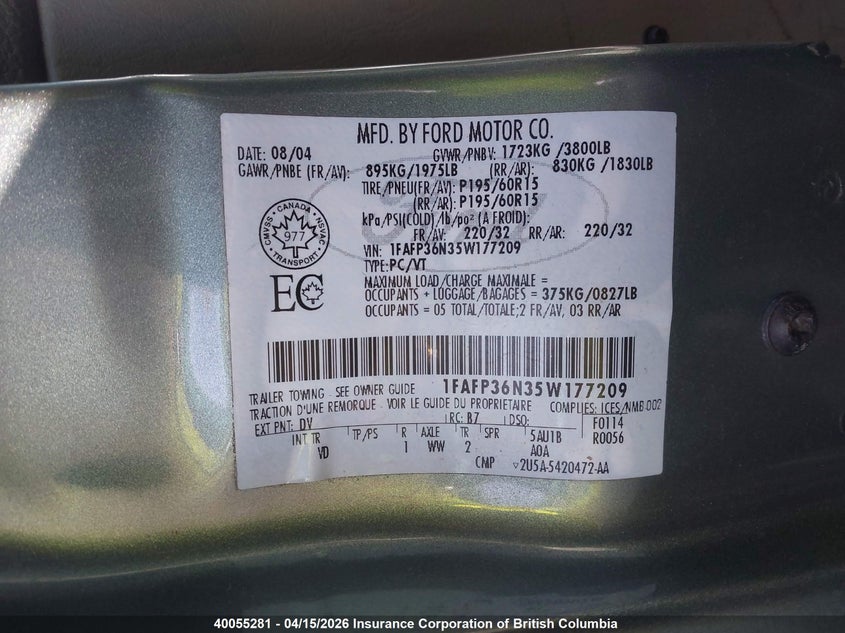 MFD. BY FORD MOTOR CO.
DATE: 08/04 GVWR/PNBV: 1723KG /3800LB
GAWR/PNBE (FR/AV): 895KG/1975LB (RR/AR): 830KG /1830LB
TIRE/PNEU(FR/AV): P195/60R15
(RR/AR): P195/60R15
kPa/PSI(COLD)/lb/po² (A FROID):
FR/AV: 220/32 RR/AR: 220/32
VIN: 1FAFP36N35W177209
TYPE: PC/VT
CANADA
CMVSS NSVAC
977
TRANSPORT
EC
MAXIMUM LOAD/CHARGE MAXIMALE =
OCCUPANTS + LUGGAGE/BAGAGES = 375KG/0827LB
OCCUPANTS = 05 TOTAL/TOTALE; 2 FR/AV, 03 RR/AR
1FAFP36N35W177209
TRAILER TOWING - SEE OWNER GUIDE
TRACTION D'UNE REMORQUE - VOIR LE GUIDE DU PROPRIETAIRE COMPLIES: ICES/NMB-002
EXT PNT: DV RC: B7 DSO: F0114
INT TR TP/PS R AXLE TR SPR 5AU1B R0056
VD 1 WW 2 A0A
CMP ▽2U5A-5420472-AA
40055281 - 04/15/2026 Insurance Corporation of British Columbia